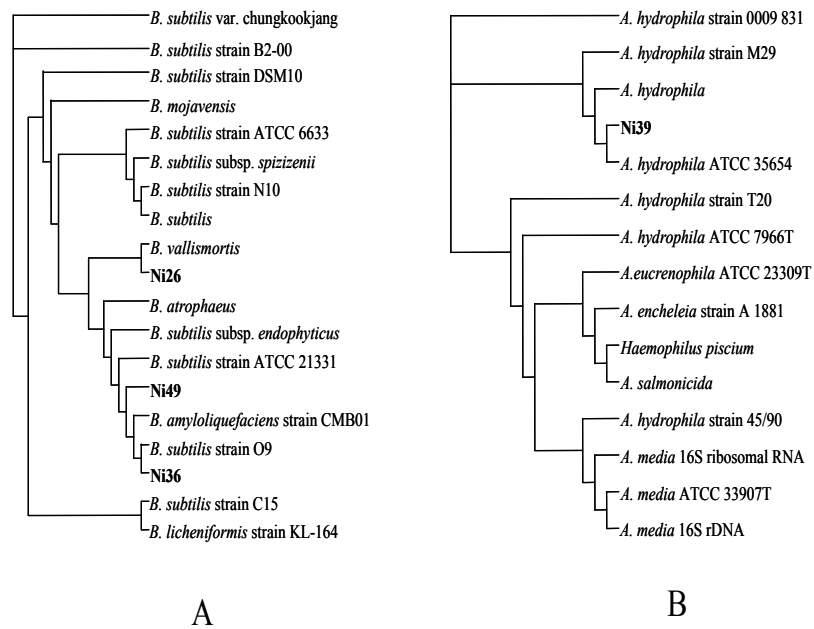 B. subtilis var. chungkookjang
B. subtilis strain B2-00
B. subtilis strain DSM10
B. mojavensis
B. subtilis strain ATCC 6633
B. subtilis subsp. spizizenii
B. subtilis strain N10
B. subtilis
B. vallismortis
Ni26
B. atrophaeus
B. subtilis subsp. endophyticus
B. subtilis strain ATCC 21331
Ni49
B. amyloliquefaciens strain CMB01
B. subtilis strain O9
Ni36
B. subtilis strain C15
B. licheniformis strain KL-164
A
A. hydrophila strain 0009 831
A. hydrophila strain M29
A. hydrophila
Ni39
A. hydrophila ATCC 35654
A. hydrophila strain T20
A. hydrophila ATCC 7966T
A.eucrenophila ATCC 23309T
A. encheleia strain A 1881
Haemophilus piscium
A. salmonicida
A. hydrophila strain 45/90
A. media 16S ribosomal RNA
A. media ATCC 33907T
A. media 16S rDNA
B